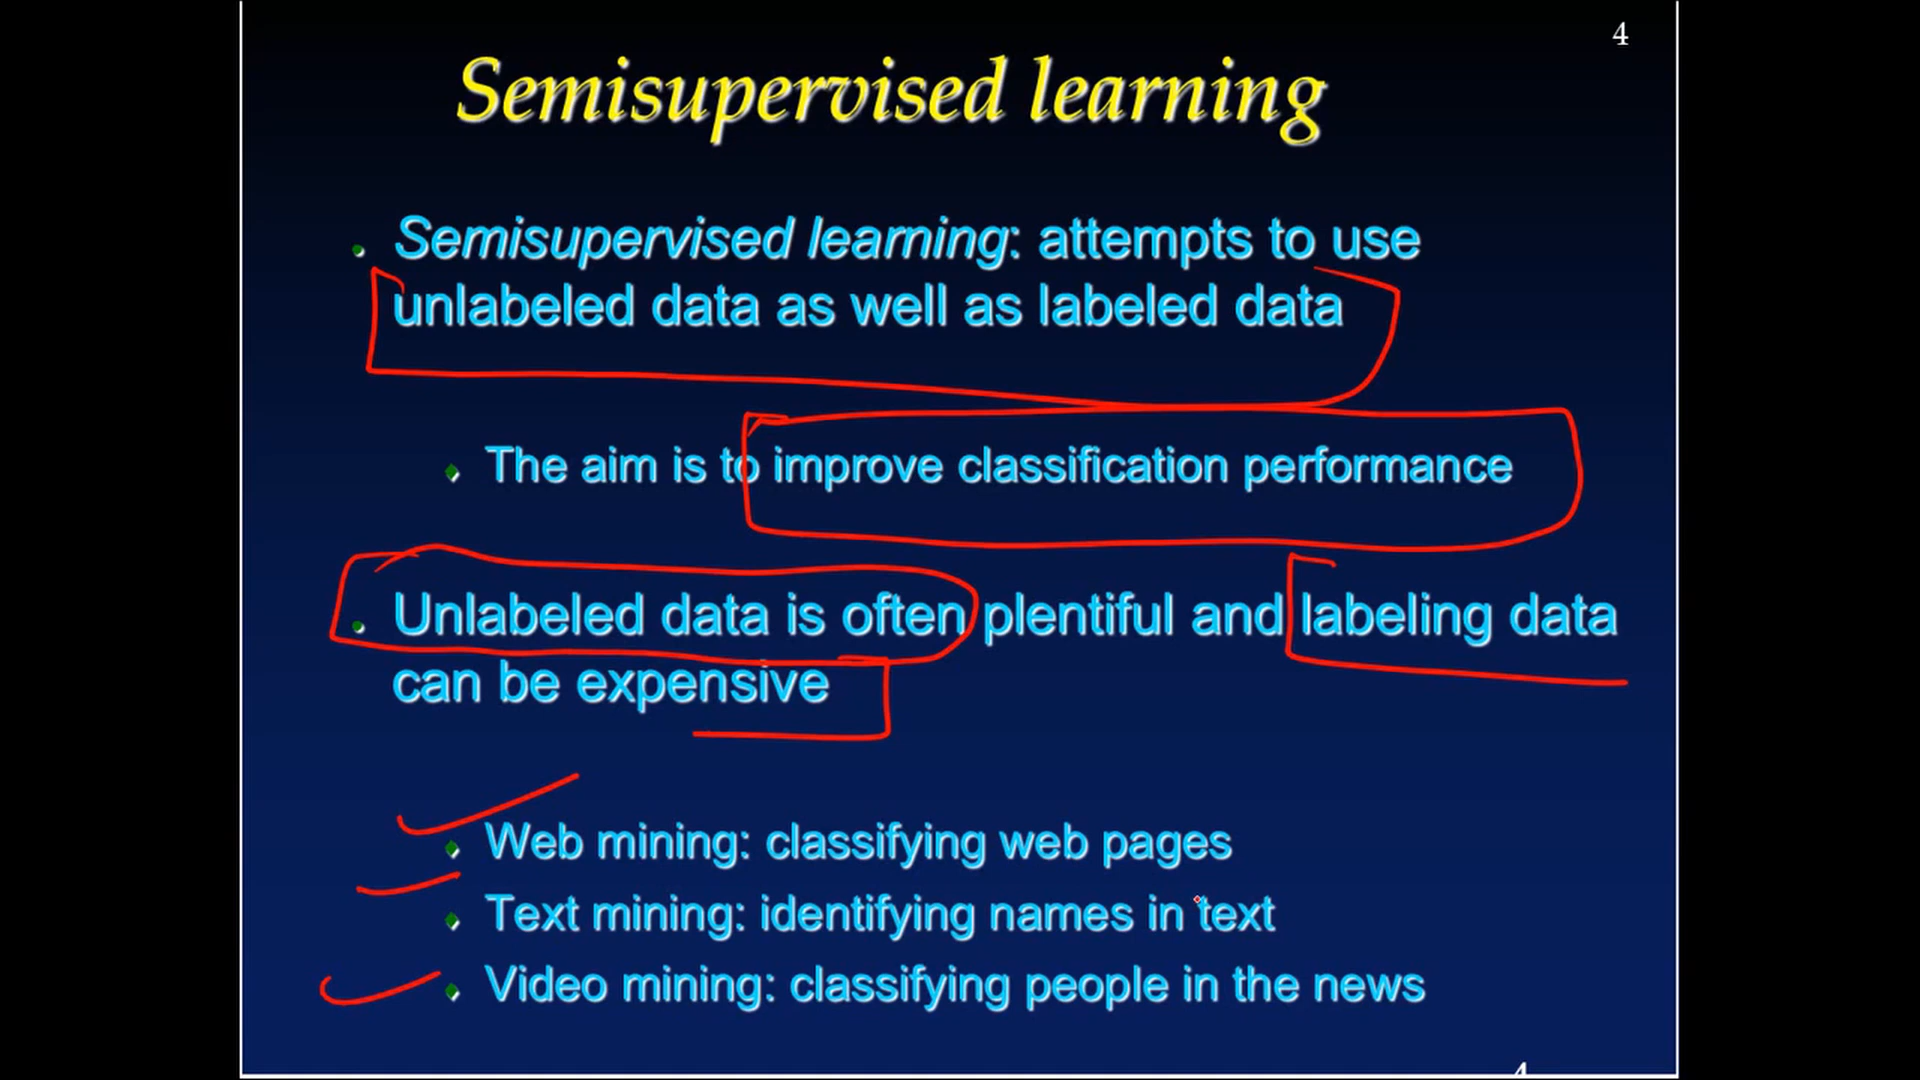 4
Semisupervised learning
Semisupervised learning: attempts to use
unlabeled data as well as labeled data
The aim is to improve classification performance
Unlabeled data is often plentiful and labeling data
can be expensive
Web mining: classifying web pages
Text mining: identifying names in text
Video mining: classifying people in the news
4